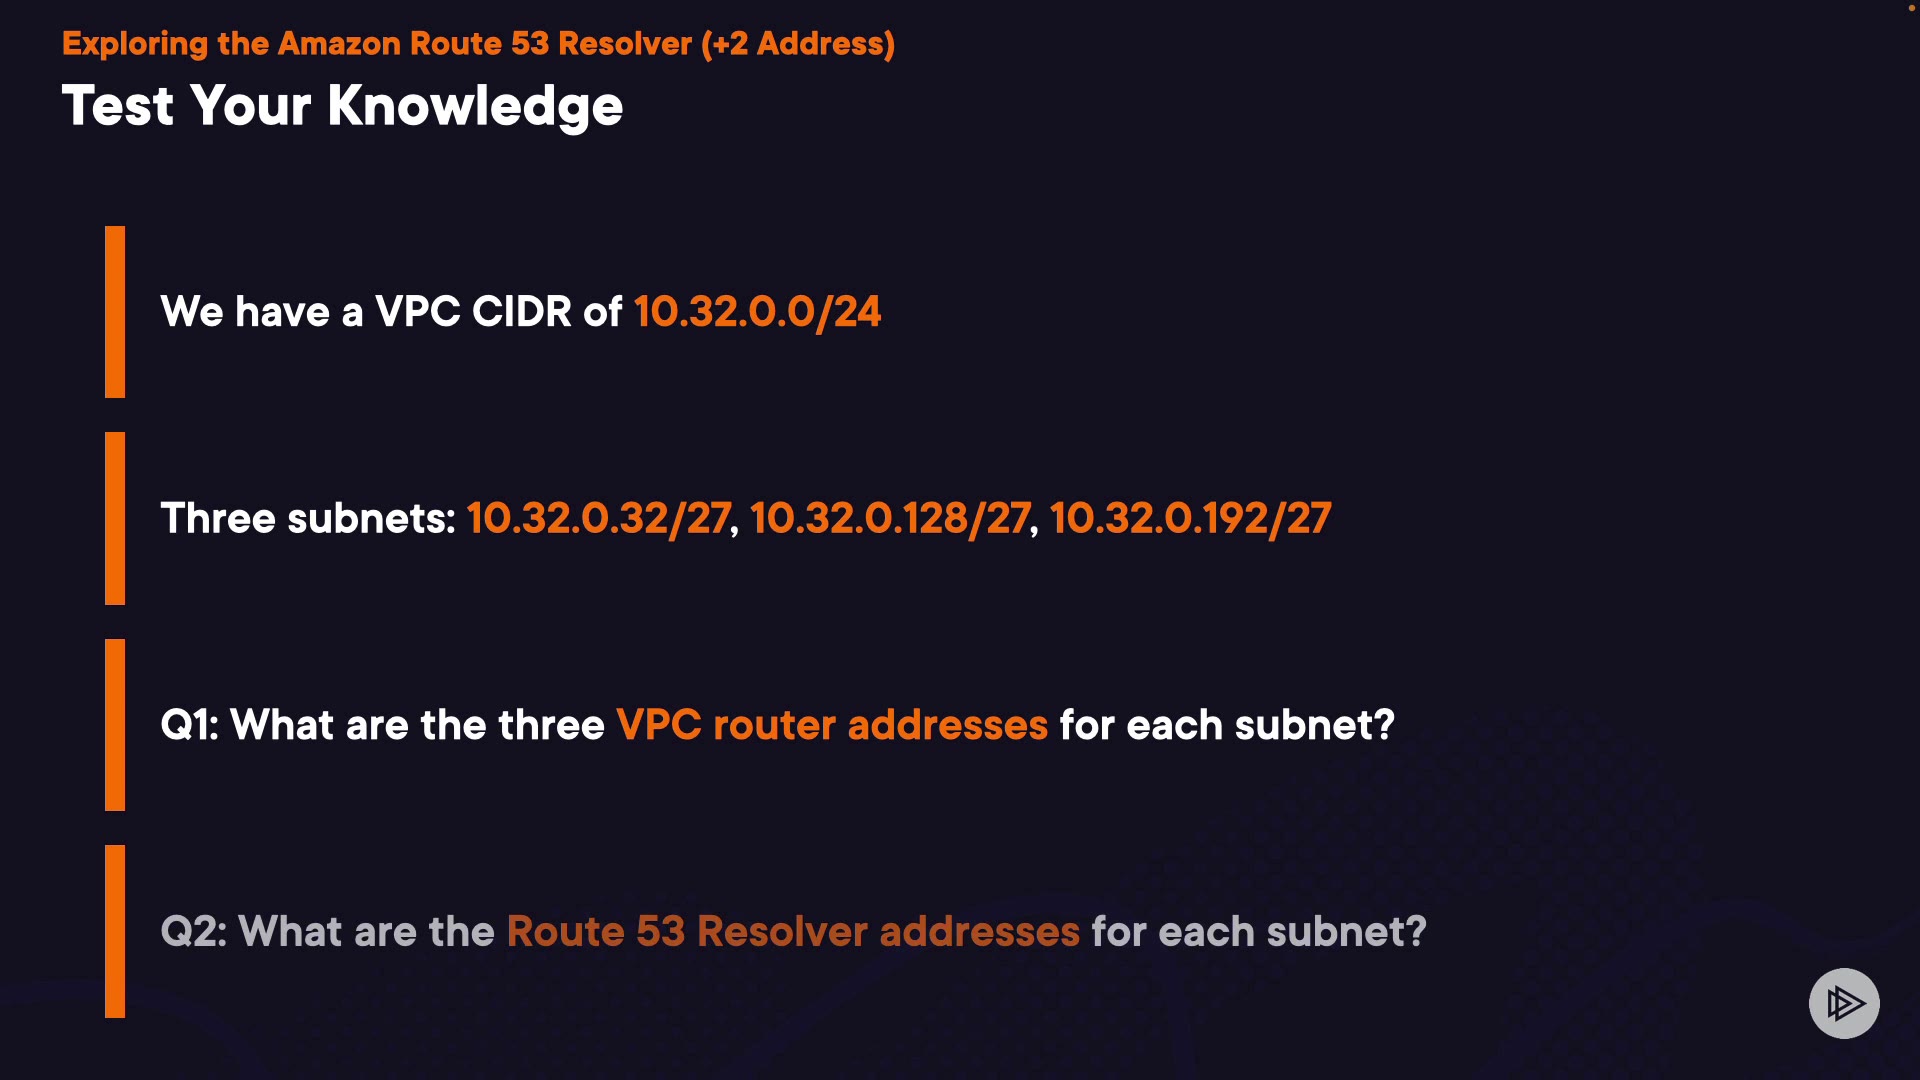 Exploring the Amazon Route 53 Resolver (+2 Address)
Test Your Knowledge
We have a VPC CIDR of 10.32.0.0/24
Three subnets: 10.32.0.32/27, 10.32.0.128/27, 10.32.0.192/27
Q1: What are the three VPC router addresses for each subnet?
Q2: What are the Route 53 Resolver addresses for each subnet?